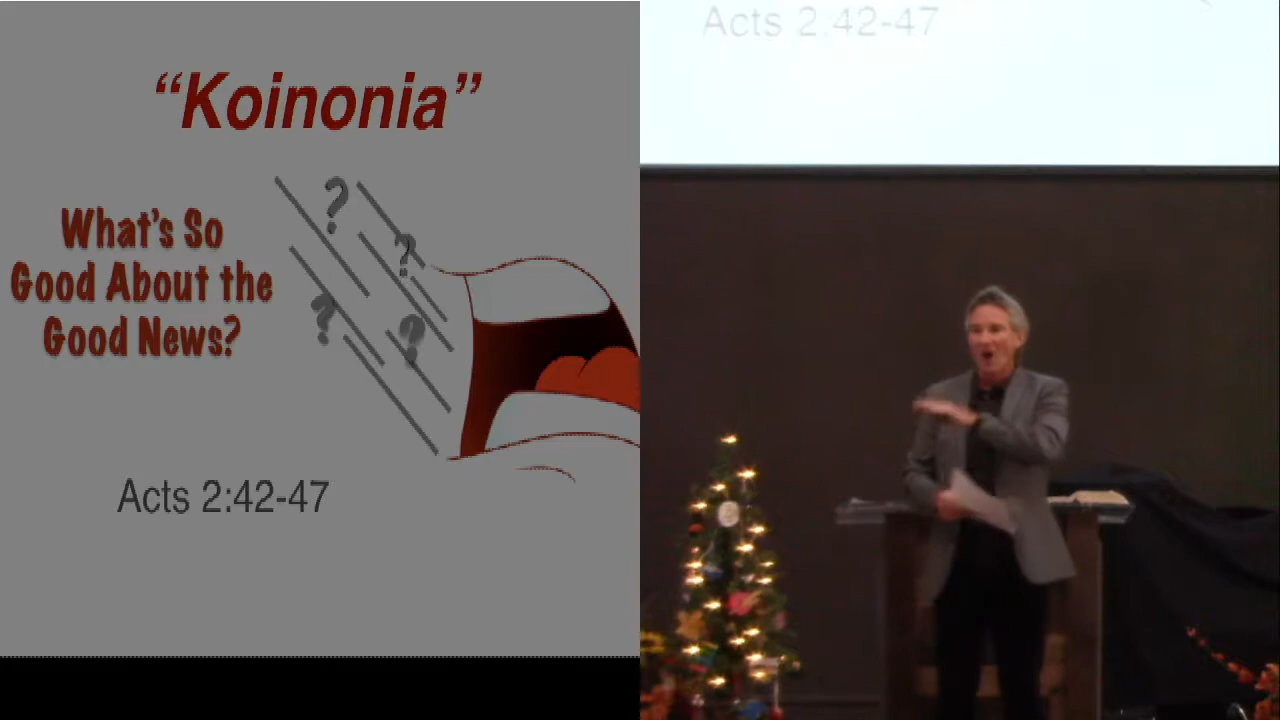 “Koinonia”
What's So
Good About the
Good News?
Acts 2:42-47
Acts 2:42-47